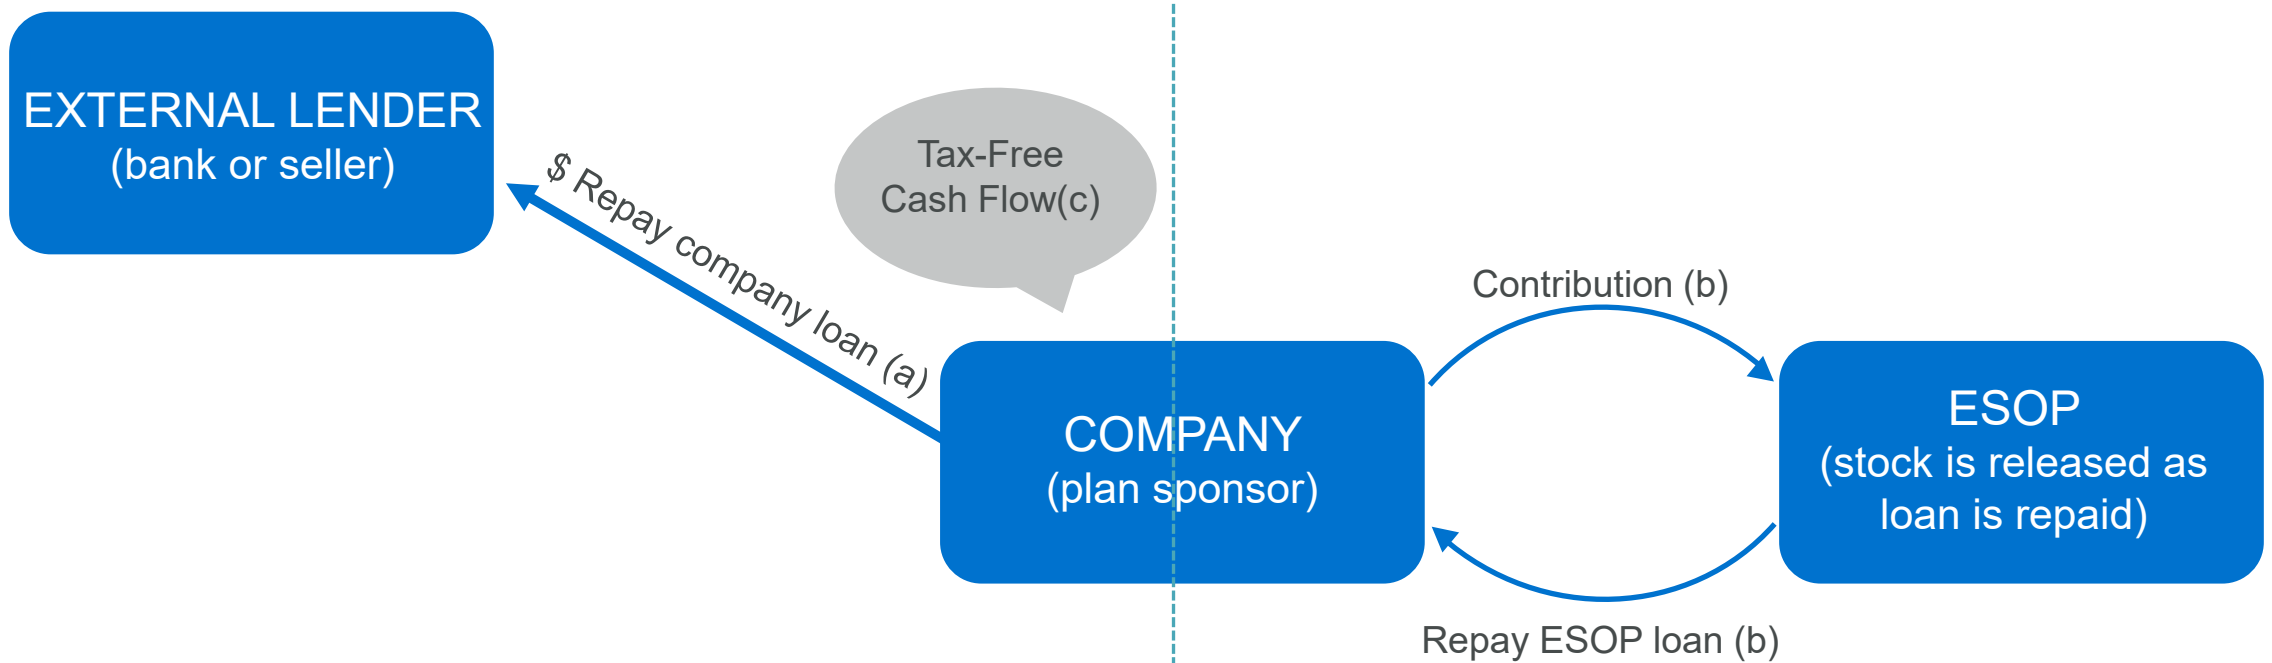 EXTERNAL LENDER
(bank or seller)
$ Repay company loan (a)
Tax-Free
Cash Flow(c)
COMPANY
(plan sponsor)
Contribution (b)
ESOP
(stock is released as
loan is repaid)
Repay ESOP loan (b)